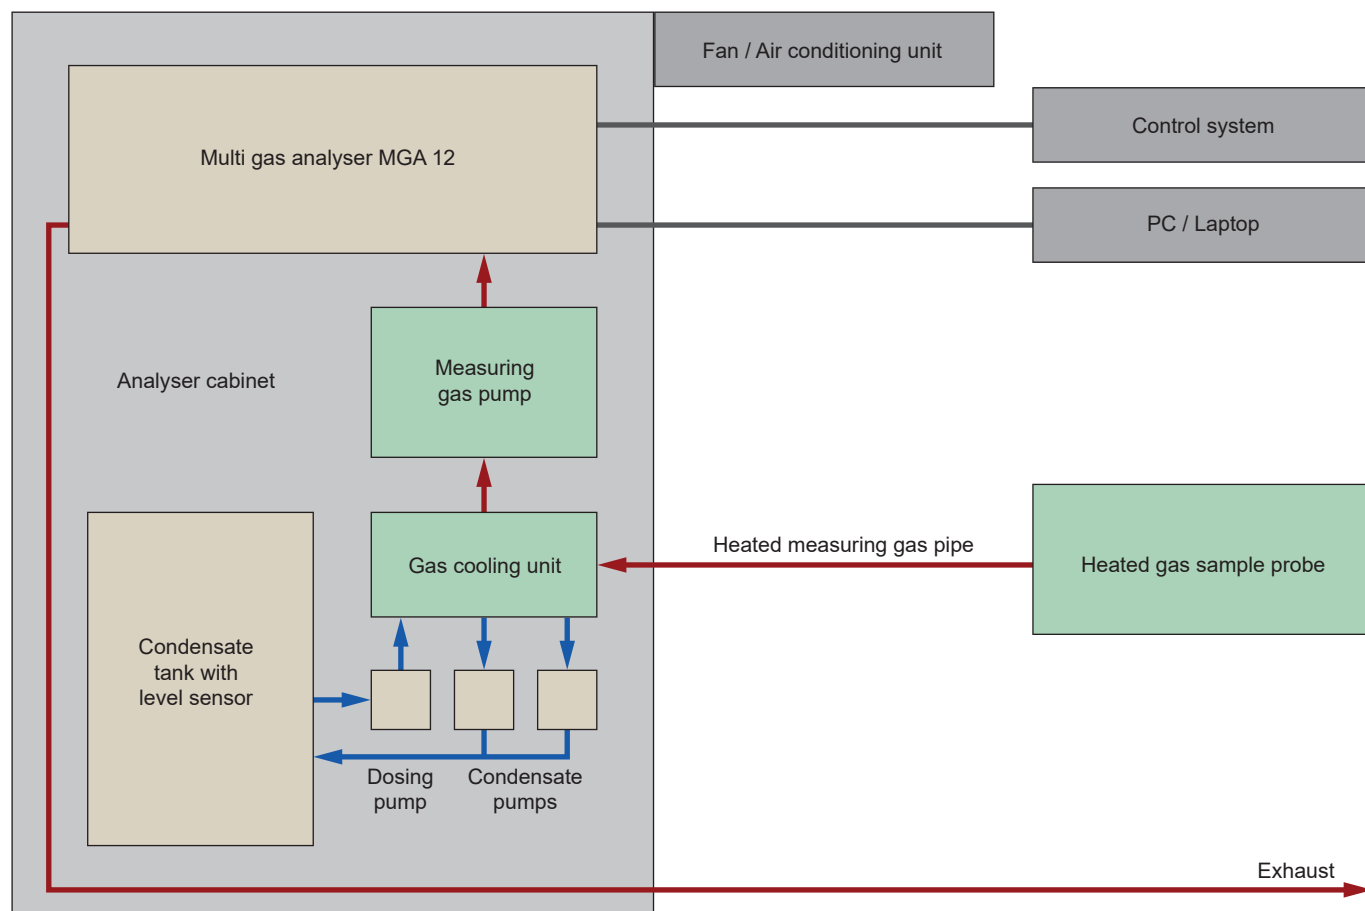 Fan / Air conditioning unit
Control system
Multi gas analyser MGA 12
PC / Laptop
Measuring
gas pump
Analyser cabinet
Heated measuring gas pipe
Gas cooling unit
Heated gas sample probe
Condensate
tank with
level sensor
Dosing
pump
Condensate
pumps
Exhaust